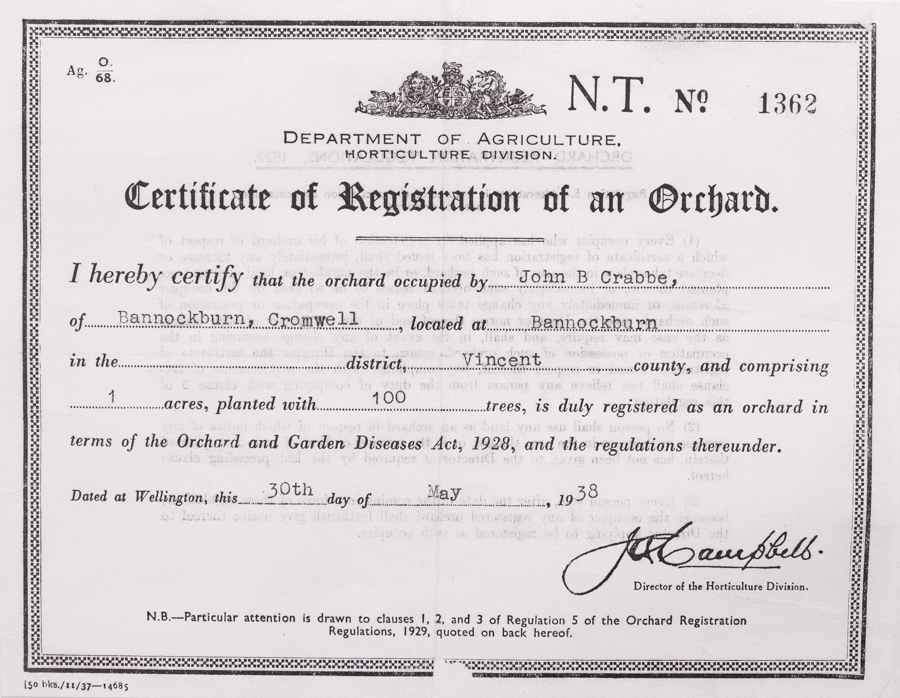 Ag. O./68.
N.T. No 1362
DEPARTMENT OF AGRICULTURE,
HORTICULTURE DIVISION.
Certificate of Registration of an Orchard.
I hereby certify that the orchard occupied by John B Crabbe,
of Bannockburn, Cromwell, located at Bannockburn
in the district, Vincent county, and comprising
1 acres, planted with 100 trees, is duly registered as an orchard in
terms of the Orchard and Garden Diseases Act, 1928, and the regulations thereunder.
Dated at Wellington, this 30th day of May, 1938
Campbell.
Director of the Horticulture Division.
N.B.—Particular attention is drawn to clauses 1, 2, and 3 of Regulation 5 of the Orchard Registration
Regulations, 1929, quoted on back hereof.
[50 bks./11/37—14685